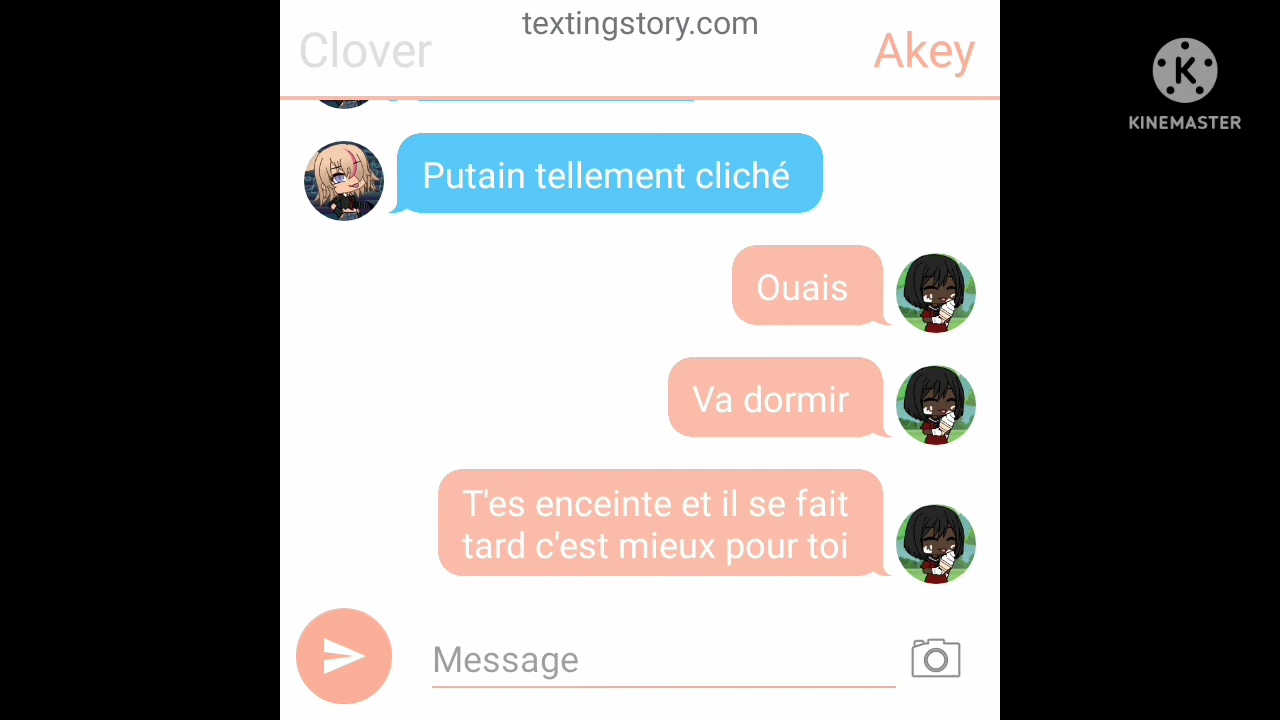 textingstory.com
Clover
Akey
KINEMASTER
Putain tellement cliché
Ouais
Va dormir
T'es enceinte et il se fait
tard c'est mieux pour toi
Message